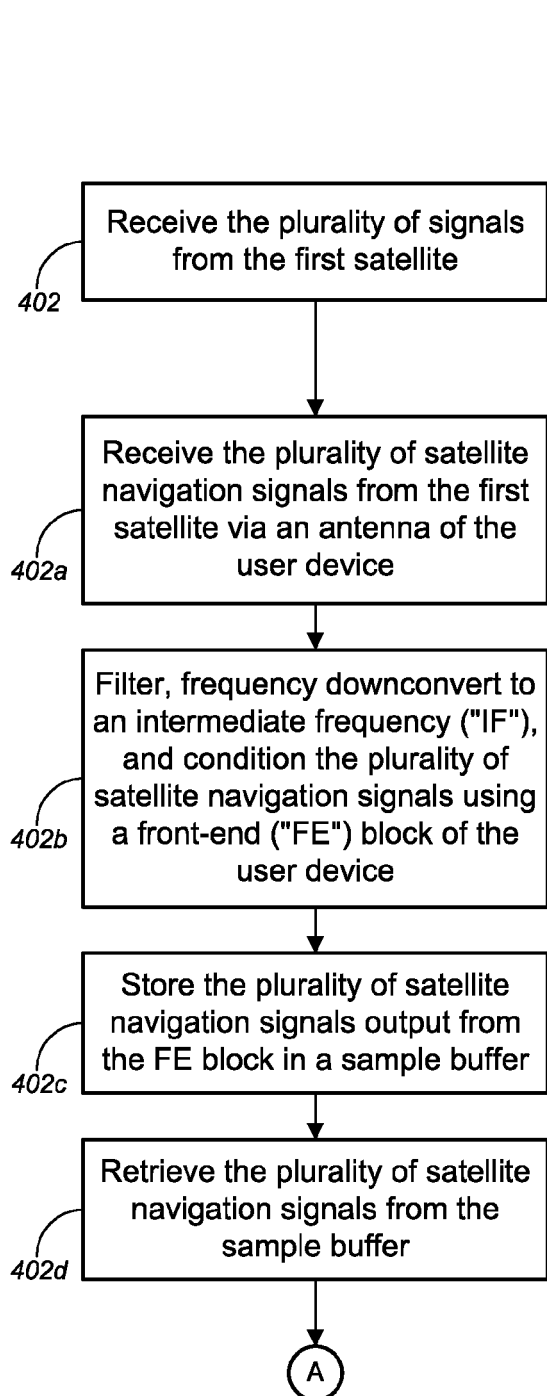 Receive the plurality of signals
from the first satellite
402
Receive the plurality of satellite
navigation signals from the first
satellite via an antenna of the
user device
402a
Filter, frequency downconvert to
an intermediate frequency ("IF"),
and condition the plurality of
satellite navigation signals using
a front-end ("FE") block of the
user device
402b
Store the plurality of satellite
navigation signals output from
the FE block in a sample buffer
402c
Retrieve the plurality of satellite
navigation signals from the
sample buffer
402d
A